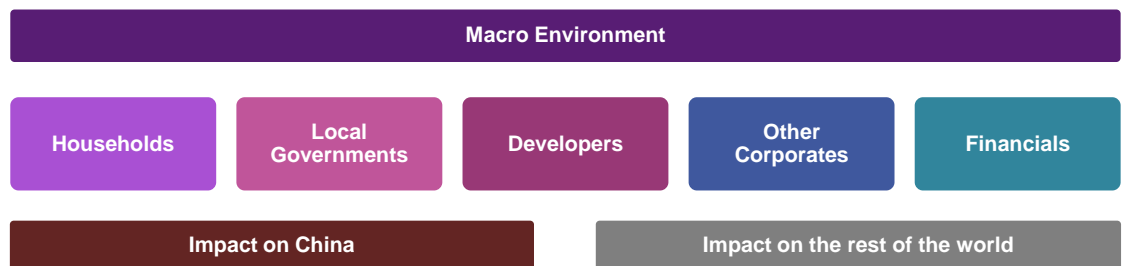 Macro Environment
Households
Local
Governments
Developers
Other
Corporates
Financials
Impact on China
Impact on the rest of the world